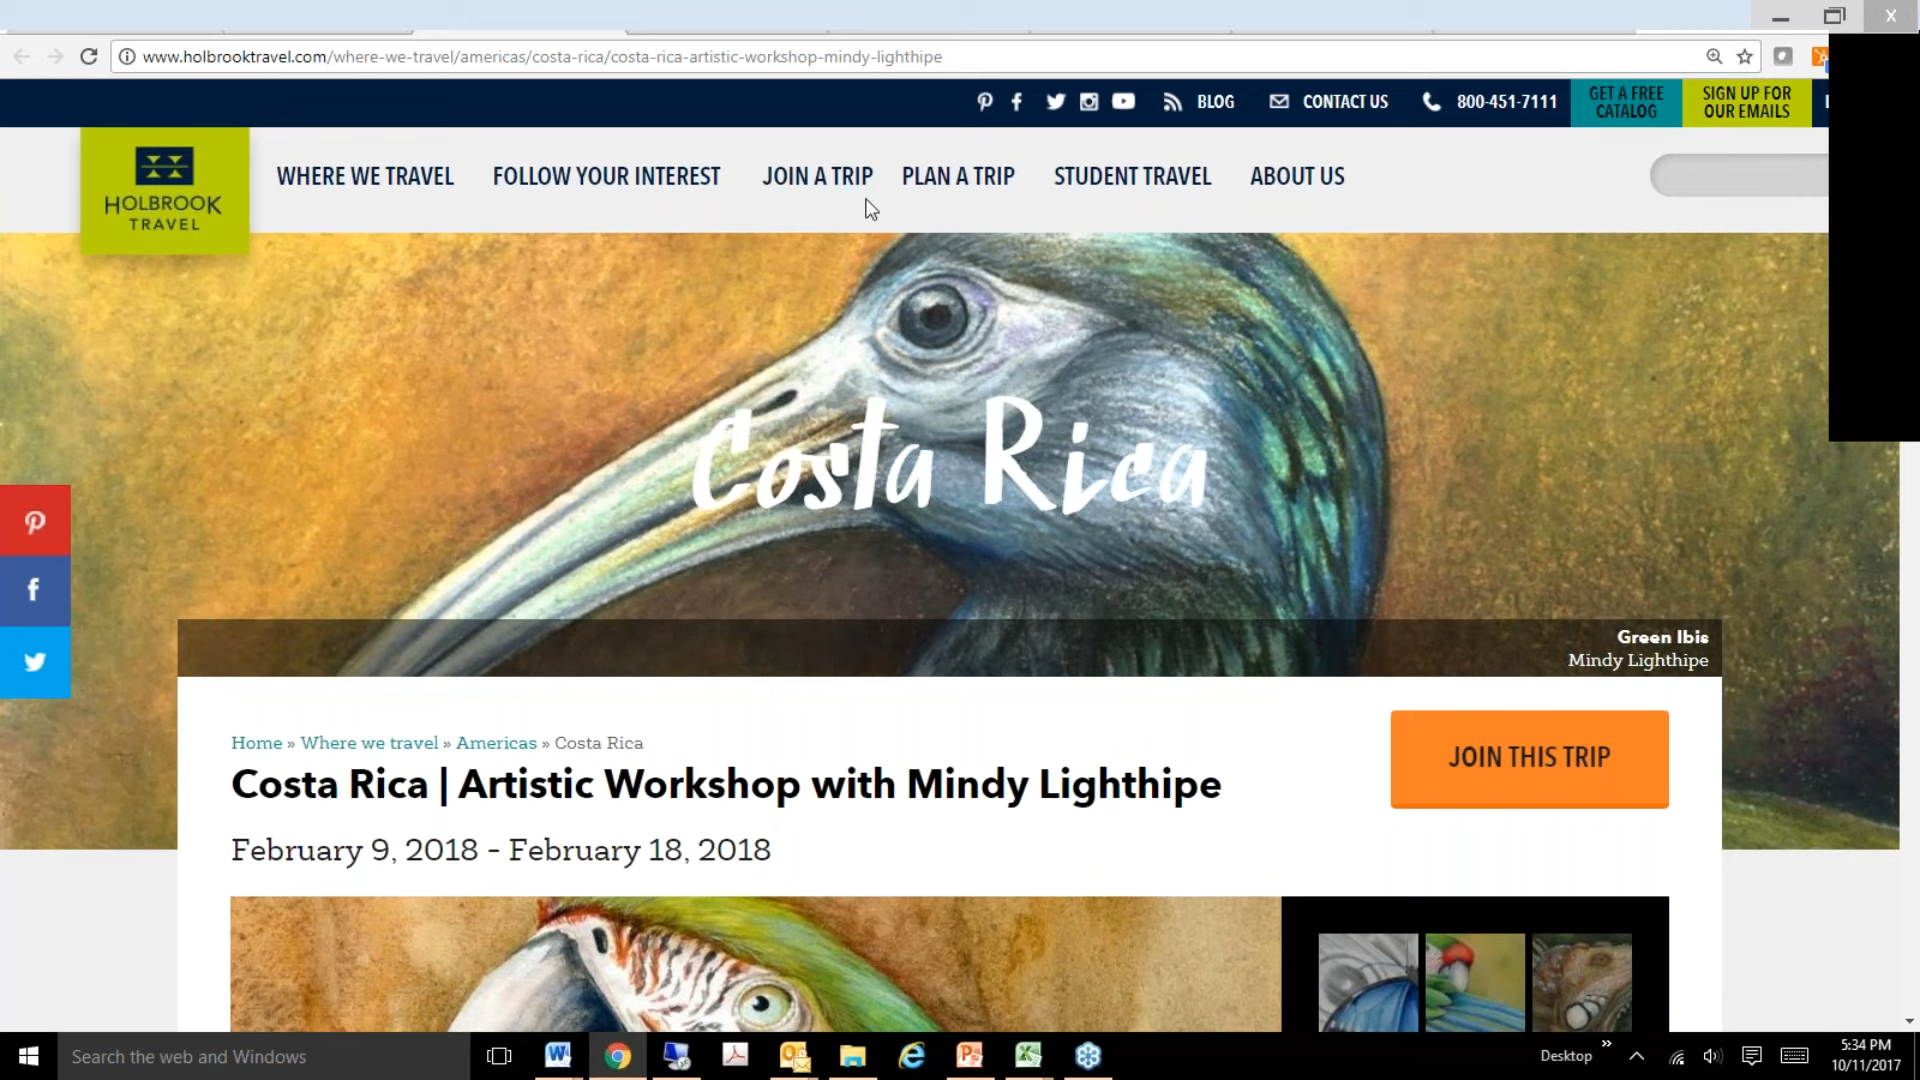 www.holbrooktravel.com/where-we-travel/americas/costa-rica/costa-rica-artistic-workshop-mindy-lighthipe
BLOG
CONTACT US
800-451-7111
GET A FREE
CATALOG
SIGN UP FOR
OUR EMAILS
HOLBROOK
TRAVEL
WHERE WE TRAVEL
FOLLOW YOUR INTEREST
JOIN A TRIP
PLAN A TRIP
STUDENT TRAVEL
ABOUT US
Costa Rica
Green Ibis
Mindy Lighthipe
Home » Where we travel » Americas » Costa Rica
Costa Rica | Artistic Workshop with Mindy Lighthipe
JOIN THIS TRIP
February 9, 2018 - February 18, 2018
Search the web and Windows
Desktop
5:34 PM
10/11/2017